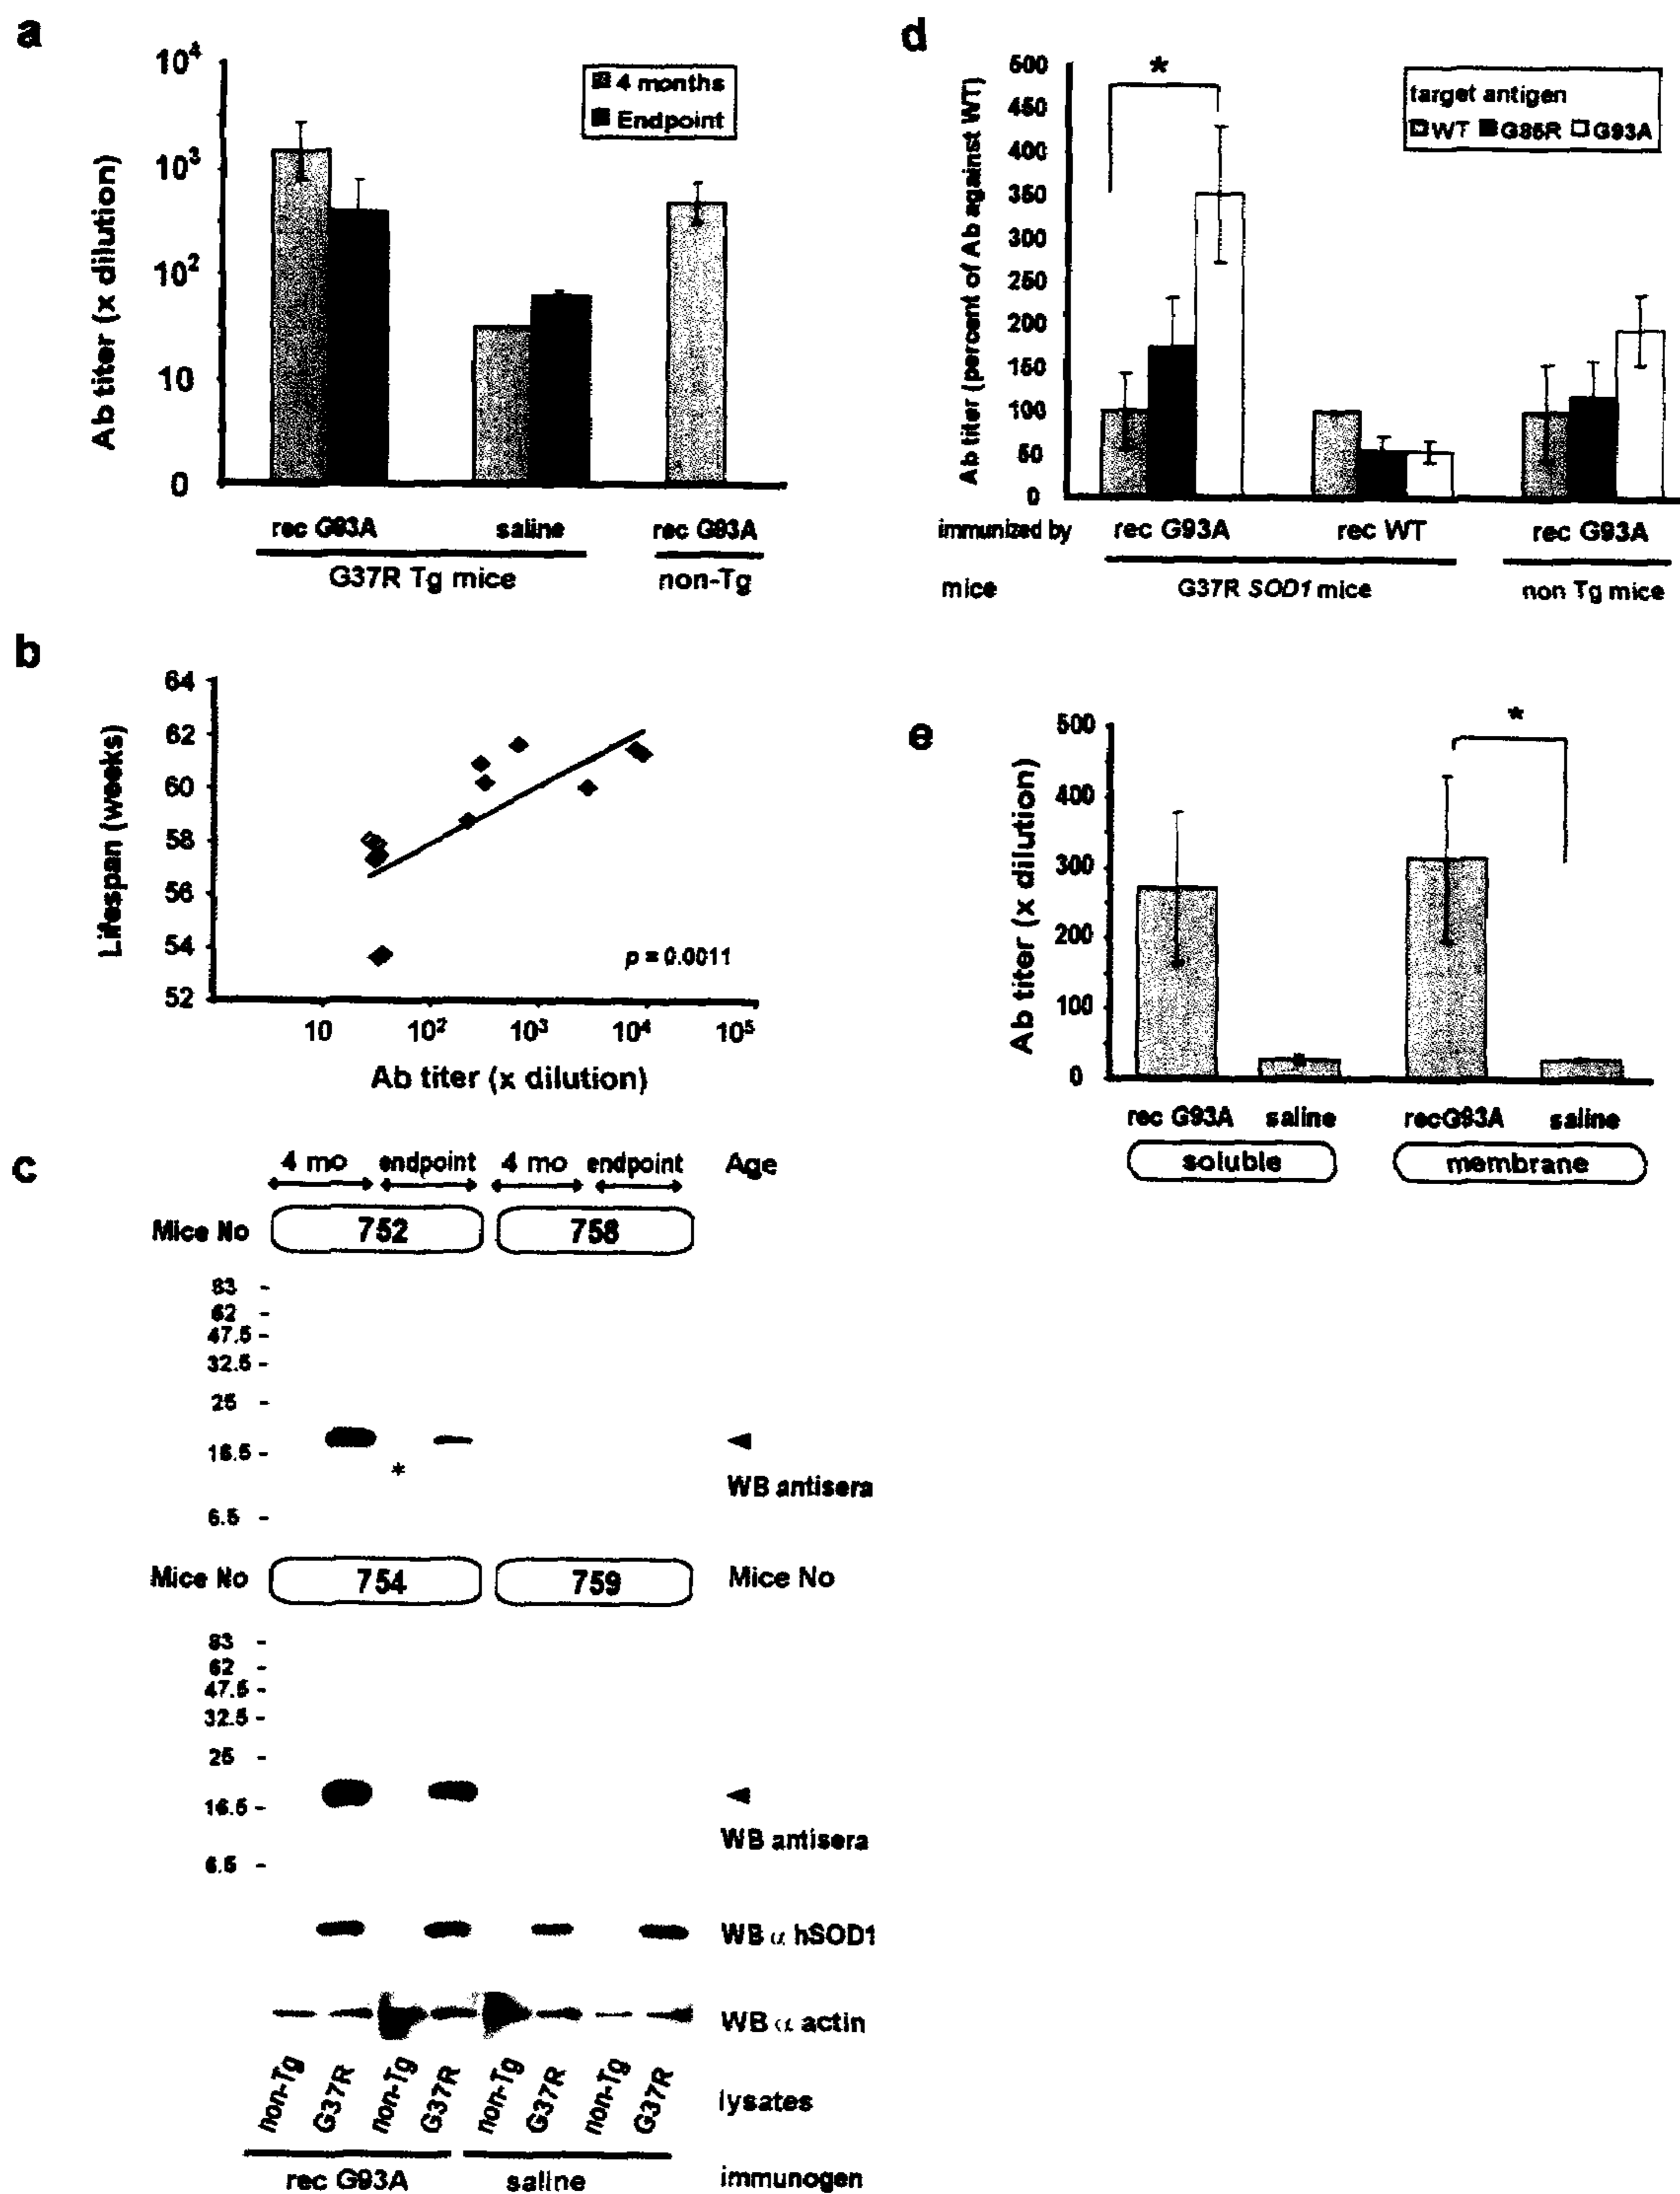 a
10⁴
10³
10²
10
0
Ab titer (x dilution)
4 months
Endpoint
rec G93A
saline
rec G93A
G37R Tg mice
non-Tg
b
64
62
60
58
56
54
52
Lifespan (weeks)
p = 0.0011
10
10²
10³
10⁴
10⁵
Ab titer (x dilution)
c
4 mo
endpoint
4 mo
endpoint
Age
Mice No
752
758
83 -
62 -
47.5 -
32.5 -
25 -
16.5 -
6.5 -
*
WB antisera
Mice No
754
759
Mice No
83 -
62 -
47.5 -
32.5 -
25 -
16.5 -
6.5 -
WB antisera
WB α hSOD1
WB α actin
non-Tg
G37R
non-Tg
G37R
non-Tg
G37R
non-Tg
G37R
lysates
rec G93A
saline
immunogen
d
500
450
400
350
300
250
200
150
100
50
0
Ab titer (percent of Ab against WT)
*
target antigen
WT G85R G93A
immunized by
rec G93A
rec WT
rec G93A
mice
G37R SOD1 mice
non Tg mice
e
500
400
300
200
100
0
Ab titer (x dilution)
*
rec G93A
saline
recG93A
saline
soluble
membrane